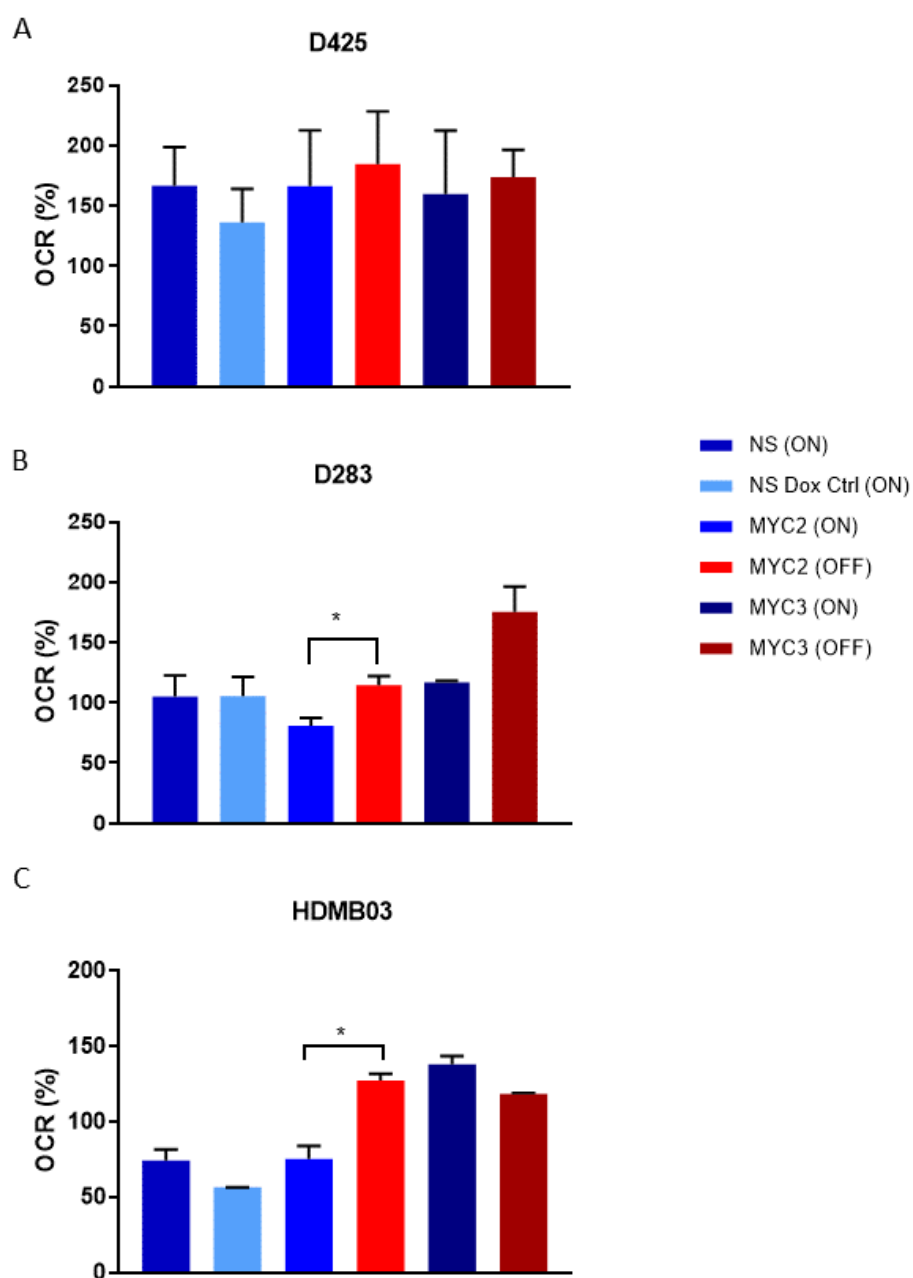 A
D425
250
200
150
100
50
0
OCR (%)
B
D283
250
200
150
100
50
0
OCR (%)
*
NS (ON)
NS Dox Ctrl (ON)
MYC2 (ON)
MYC2 (OFF)
MYC3 (ON)
MYC3 (OFF)
C
HDMB03
200
150
100
50
0
OCR (%)
*